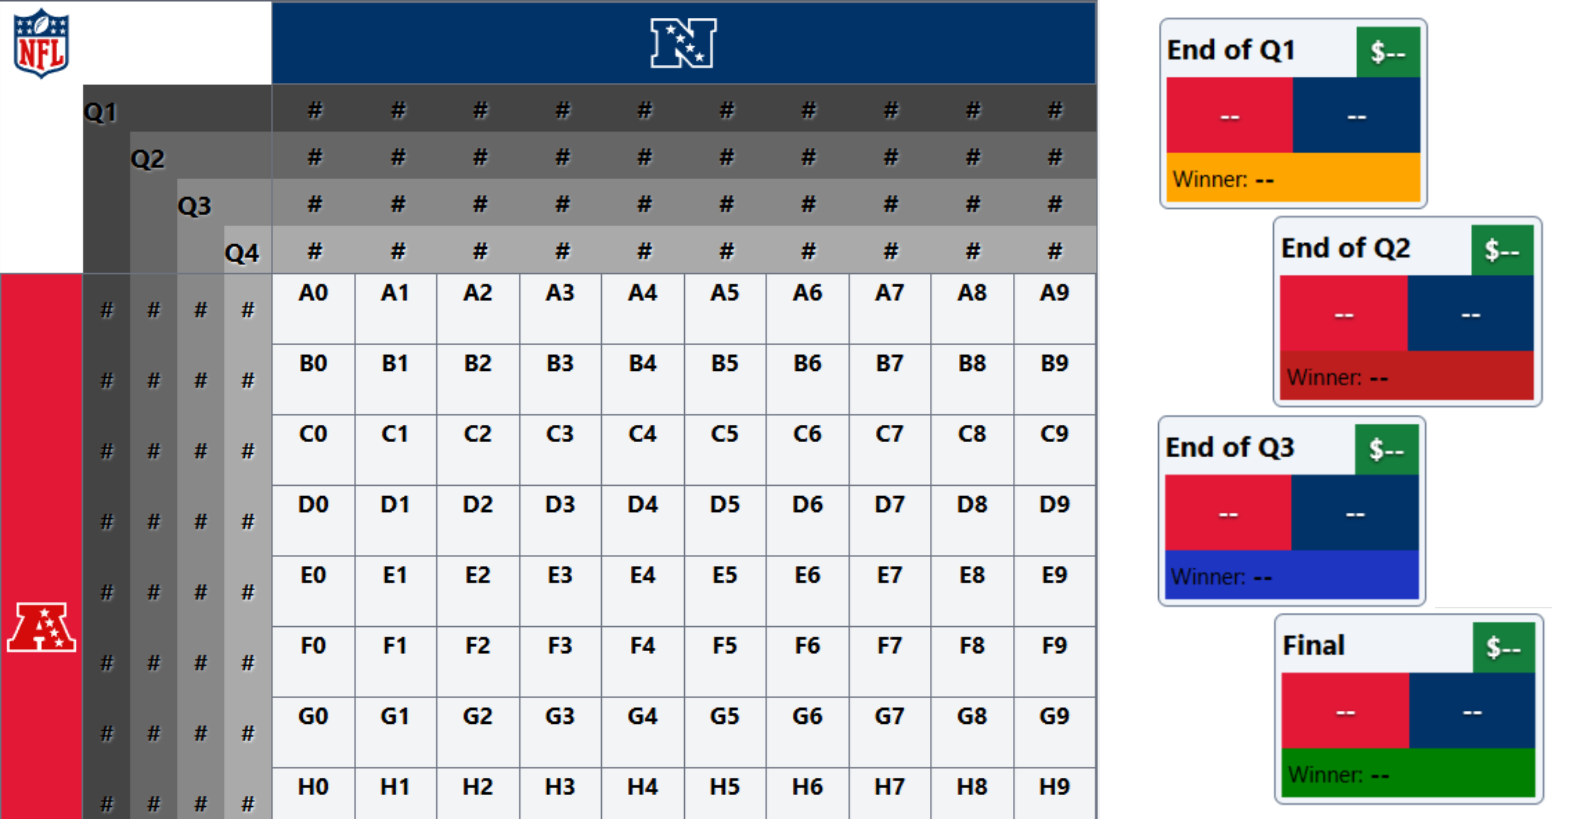 NFL
N
Q1 # # # # # # # # # #
Q2 # # # # # # # # # #
Q3 # # # # # # # # # #
Q4 # # # # # # # # # #
A
# # # # A0 A1 A2 A3 A4 A5 A6 A7 A8 A9
# # # # B0 B1 B2 B3 B4 B5 B6 B7 B8 B9
# # # # C0 C1 C2 C3 C4 C5 C6 C7 C8 C9
# # # # D0 D1 D2 D3 D4 D5 D6 D7 D8 D9
# # # # E0 E1 E2 E3 E4 E5 E6 E7 E8 E9
# # # # F0 F1 F2 F3 F4 F5 F6 F7 F8 F9
# # # # G0 G1 G2 G3 G4 G5 G6 G7 G8 G9
# # # # H0 H1 H2 H3 H4 H5 H6 H7 H8 H9
End of Q1 $--
-- --
Winner: --
End of Q2 $--
-- --
Winner: --
End of Q3 $--
-- --
Winner: --
Final $--
-- --
Winner: --